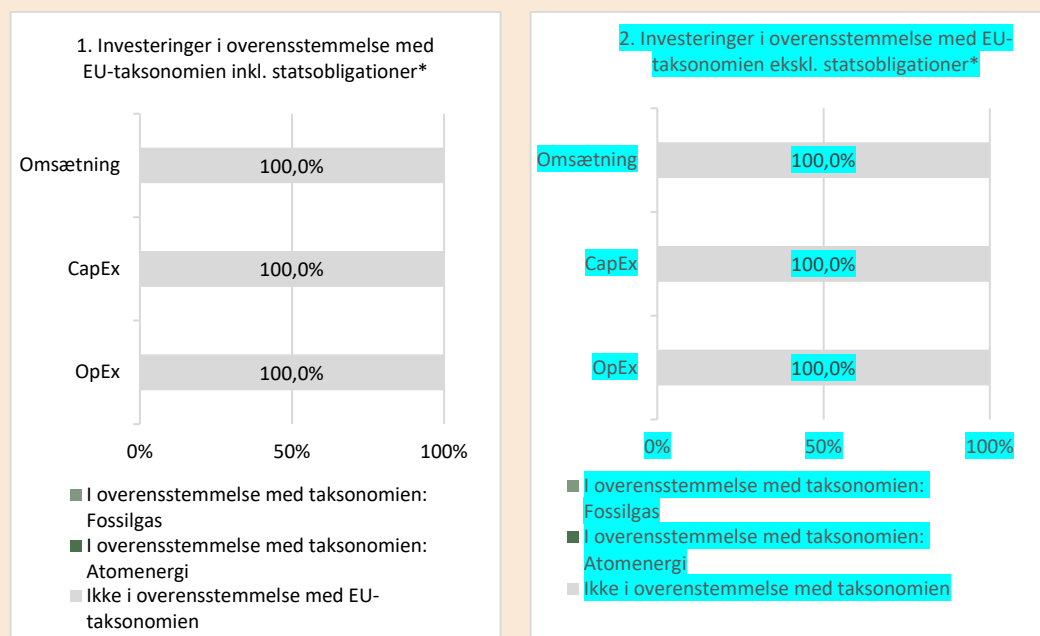 1. Investeringer i overensstemmelse med
EU-taksonomien inkl. statsobligationer*
Omsætning
100,0%
CapEx
100,0%
OpEx
100,0%
0%
50%
100%
I overensstemmelse med taksonomien:
Fossilgas
I overensstemmelse med taksonomien:
Atomenergi
Ikke i overensstemmelse med EU-
taksonomien
2. Investeringer i overensstemmelse med EU-
taksonomien ekskl. statsobligationer*
Omsætning
100,0%
CapEx
100,0%
OpEx
100,0%
0%
50%
100%
I overensstemmelse med taksonomien:
Fossilgas
I overensstemmelse med taksonomien:
Atomenergi
Ikke i overenstemmelse med taksonomien